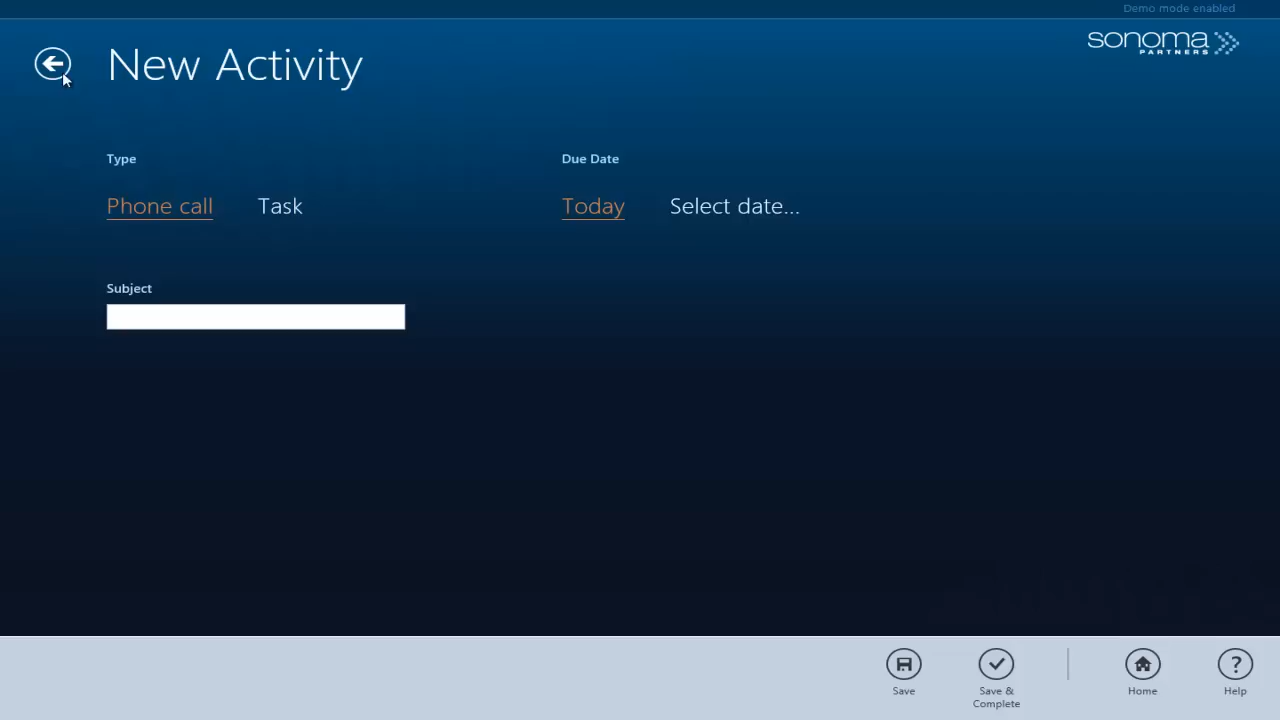 Demo mode enabled
New Activity
sonoma
PARTNERS
Type
Due Date
Phone call Task
Today Select date...
Subject
Save
Save &
Complete
Home
? 
Help